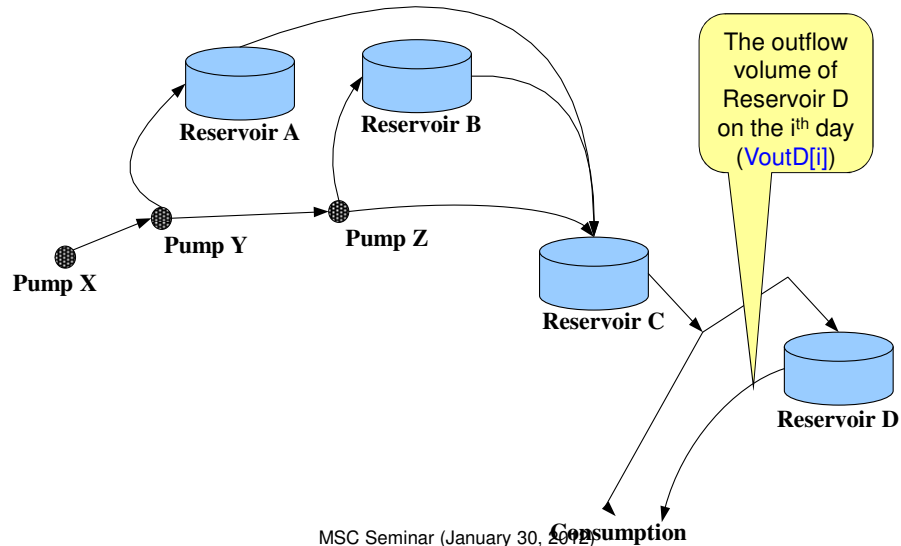 The outflow
volume of
Reservoir D
on the ith day
(VoutD[i])
Reservoir A
Reservoir B
Pump Y
Pump Z
Pump X
Reservoir C
Reservoir D
Consumption
MSC Seminar (January 30, 2012)